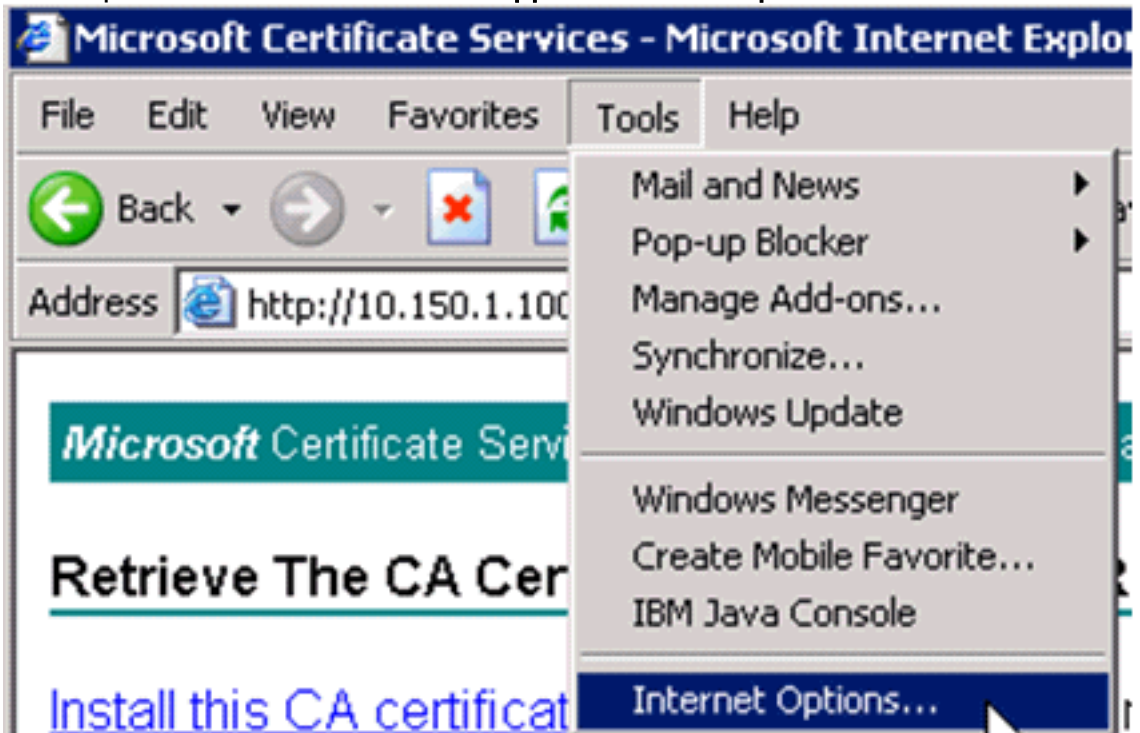 Microsoft Certificate Services - Microsoft Internet Explo
File Edit View Favorites Tools Help
Back
Address http://10.150.1.100
Mail and News
Pop-up Blocker
Manage Add-ons...
Synchronize...
Windows Update
Windows Messenger
Create Mobile Favorite...
IBM Java Console
Internet Options...
Microsoft Certificate Servi
Retrieve The CA Cer
Install this CA certificat